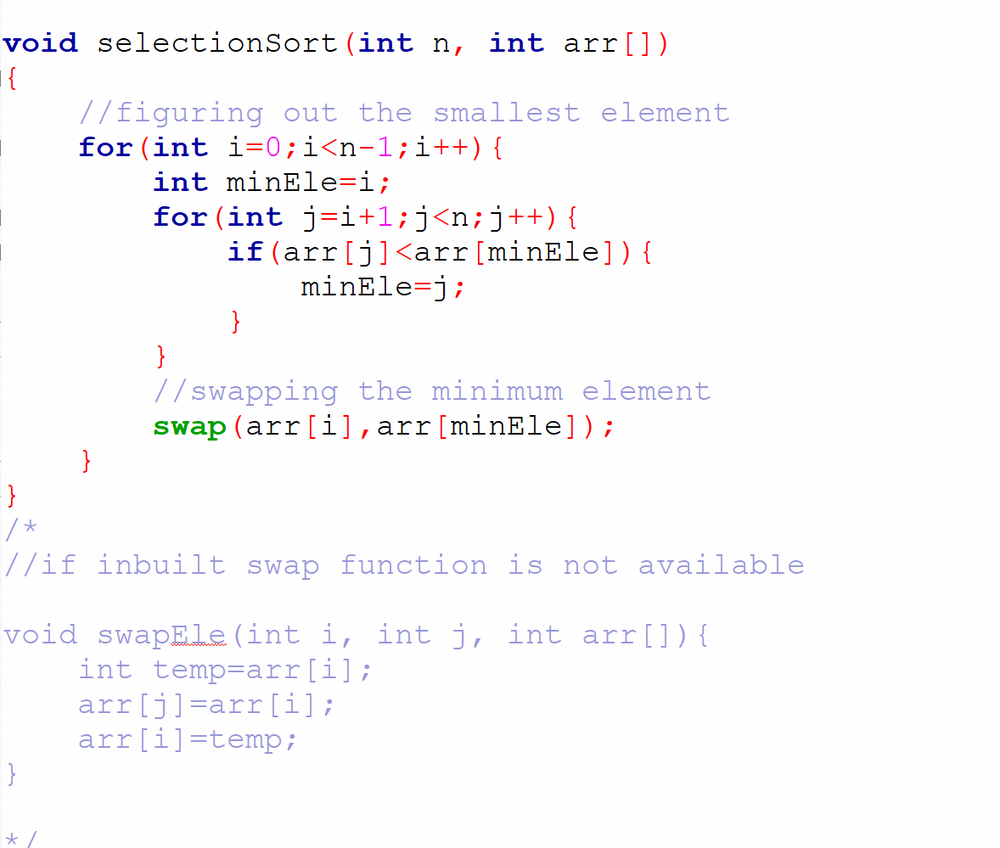 void selectionSort(int n, int arr[])
{
    //figuring out the smallest element
    for(int i=0;i<n-1;i++){
        int minEle=i;
        for(int j=i+1;j<n;j++){
            if(arr[j]<arr[minEle]){
                minEle=j;
            }
        }
        //swapping the minimum element
        swap(arr[i],arr[minEle]);
    }
}
/*
//if inbuilt swap function is not available

void swapEle(int i, int j, int arr[]){
    int temp=arr[i];
    arr[j]=arr[i];
    arr[i]=temp;
}

*/